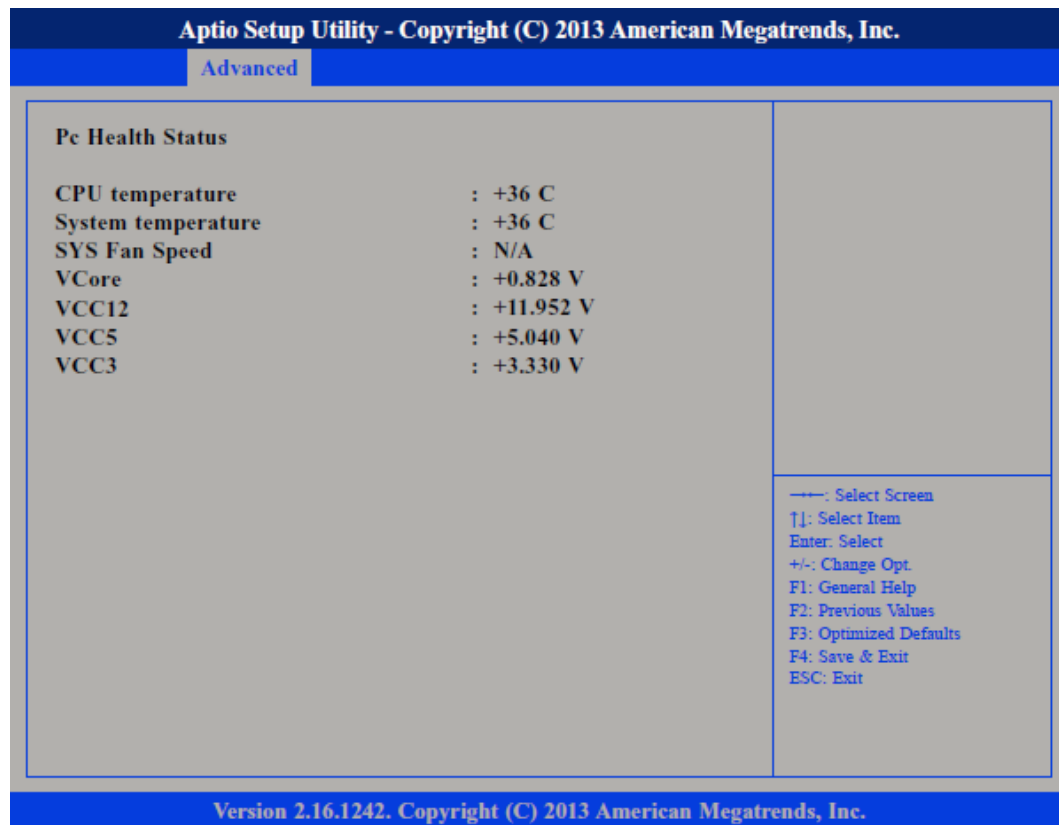 Aptio Setup Utility - Copyright (C) 2013 American Megatrends, Inc.
Advanced
Pc Health Status
CPU temperature : +36 C
System temperature : +36 C
SYS Fan Speed : N/A
VCore : +0.828 V
VCC12 : +11.952 V
VCC5 : +5.040 V
VCC3 : +3.330 V
→←: Select Screen
↑↓: Select Item
Enter: Select
+/-: Change Opt.
F1: General Help
F2: Previous Values
F3: Optimized Defaults
F4: Save & Exit
ESC: Exit
Version 2.16.1242. Copyright (C) 2013 American Megatrends, Inc.